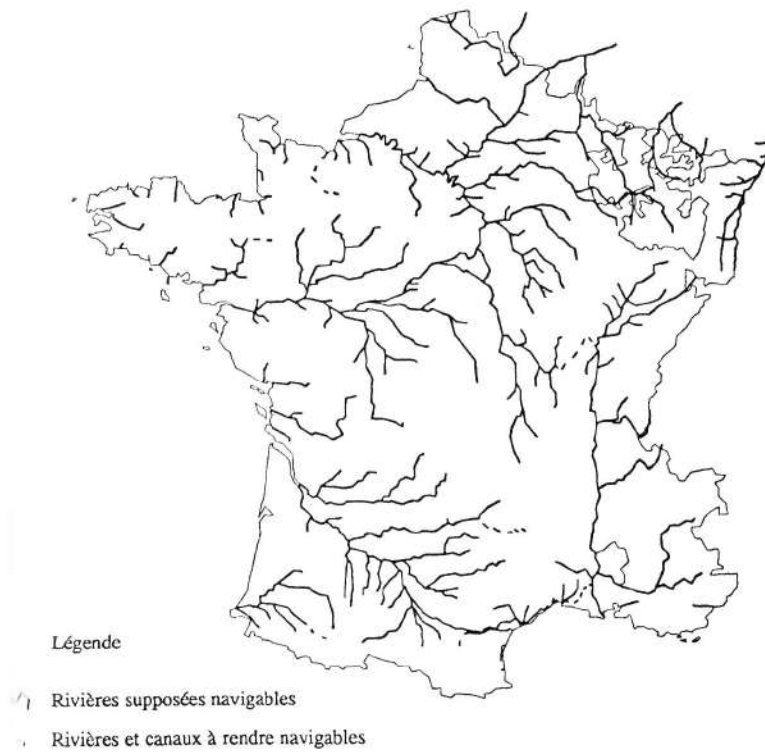 Légende
Rivières supposées navigables
Rivières et canaux à rendre navigables